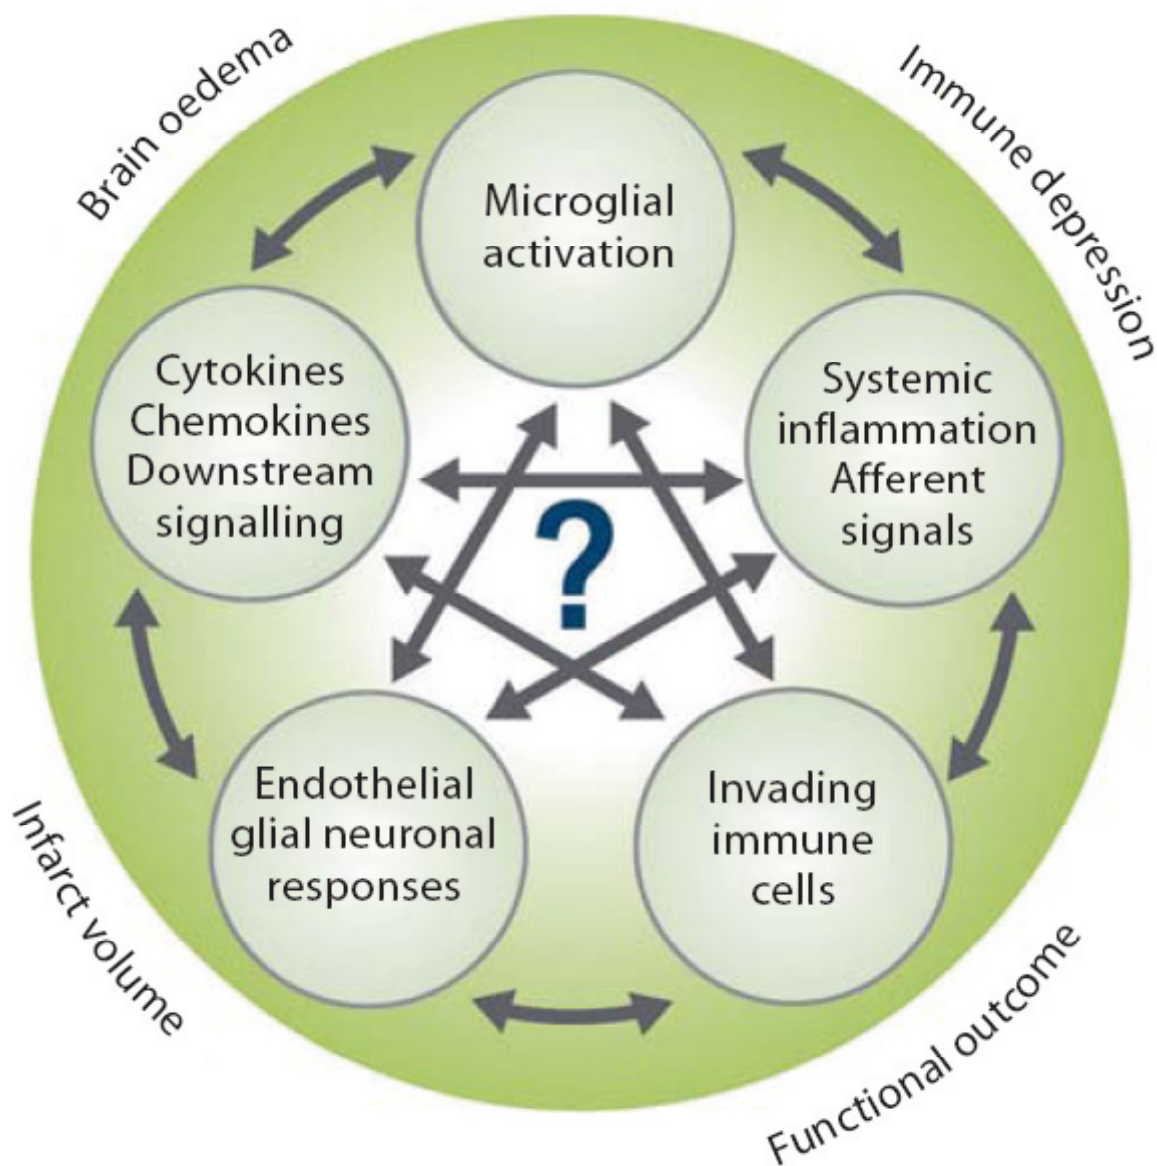 Brain oedema
Immune depression
Microglial
activation
Cytokines
Chemokines
Downstream
signalling
Systemic
inflammation
Afferent
signals
?
Endothelial
glial neuronal
responses
Invading
immune
cells
Infarct volume
Functional outcome